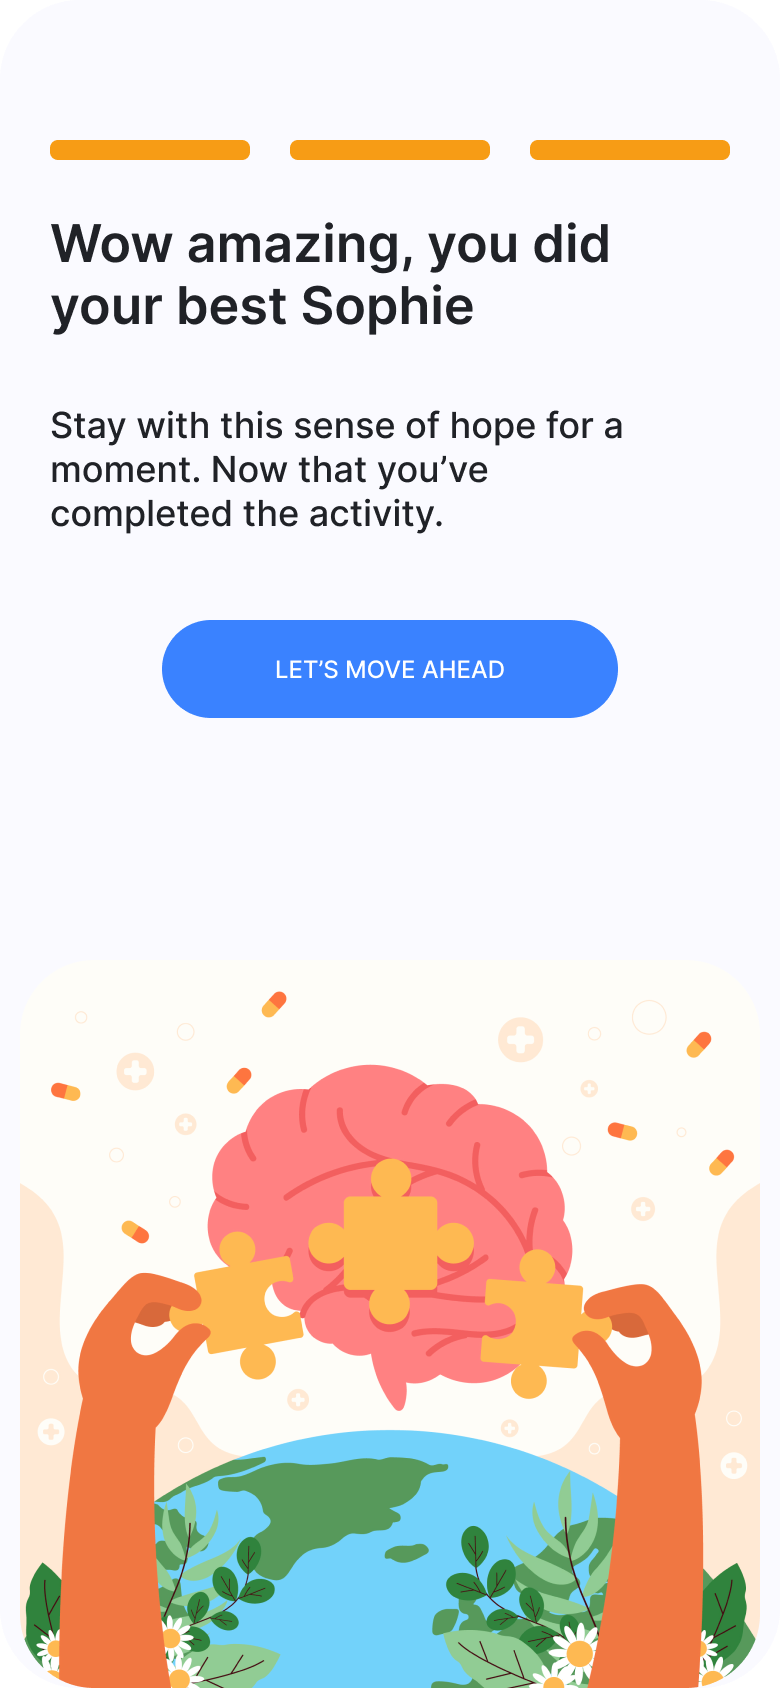 Wow amazing, you did
your best Sophie
Stay with this sense of hope for a
moment. Now that you’ve
completed the activity.
LET’S MOVE AHEAD